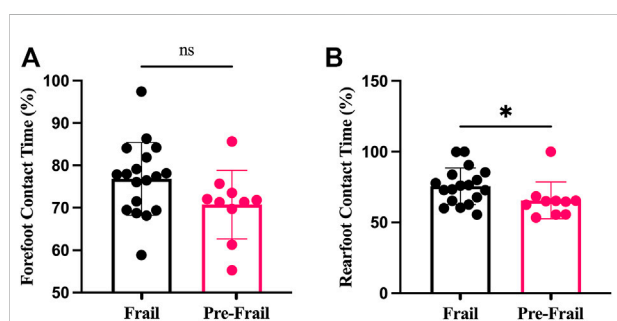 A
ns
Forefoot Contact Time (%)
100
90
80
70
60
50
Frail
Pre-Frail
B
*
Rearfoot Contact Time (%)
150
100
50
0
Frail
Pre-Frail